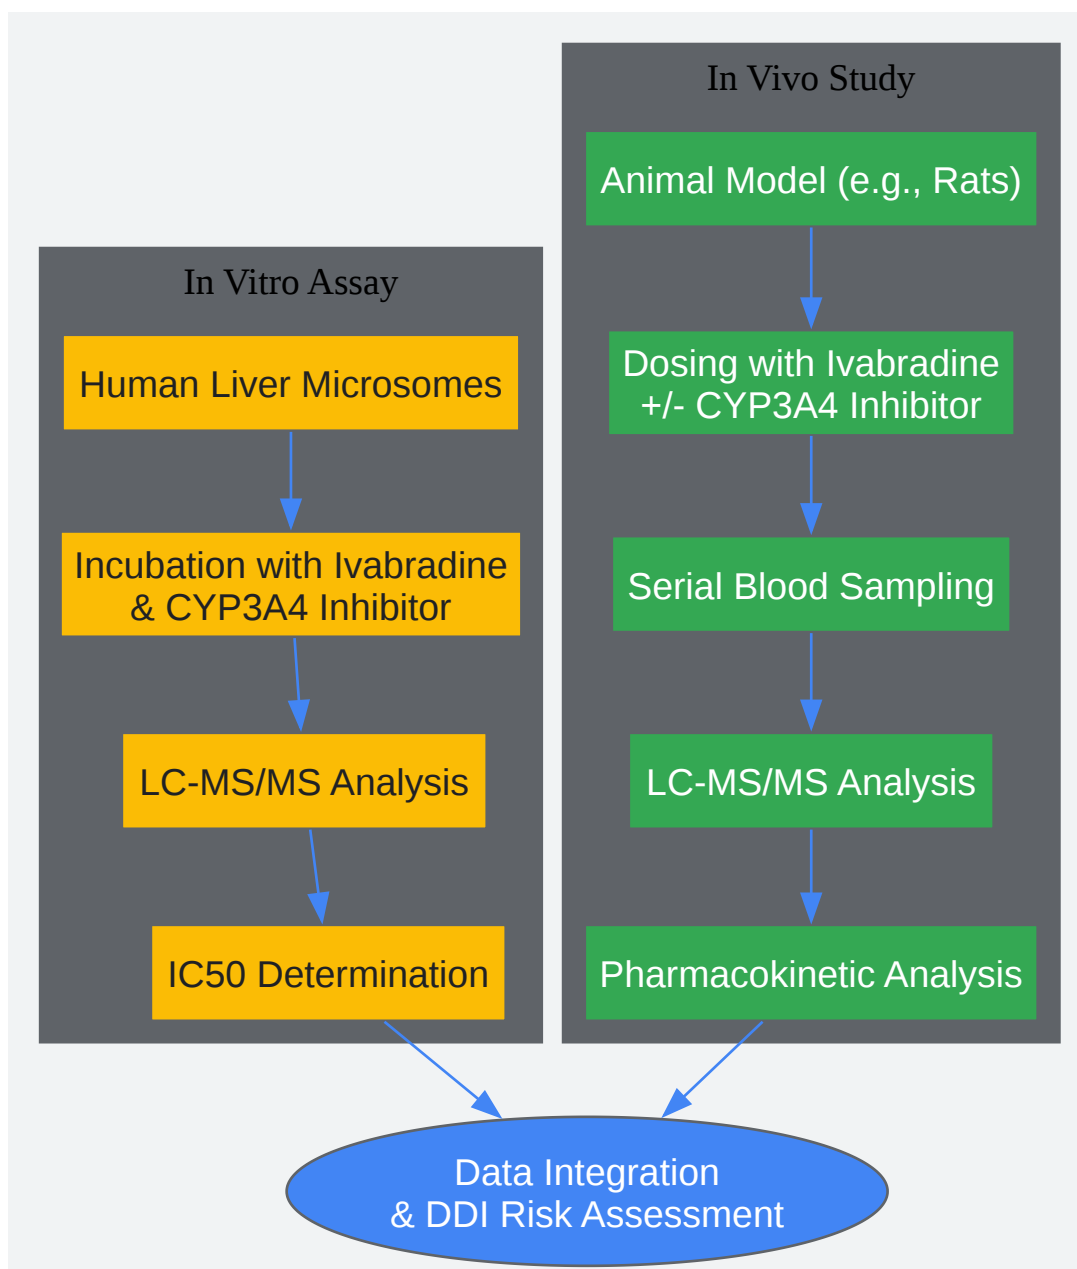 In Vitro Assay
Human Liver Microsomes
Incubation with Ivabradine
& CYP3A4 Inhibitor
LC-MS/MS Analysis
IC50 Determination
In Vivo Study
Animal Model (e.g., Rats)
Dosing with Ivabradine
+/- CYP3A4 Inhibitor
Serial Blood Sampling
LC-MS/MS Analysis
Pharmacokinetic Analysis
Data Integration
& DDI Risk Assessment